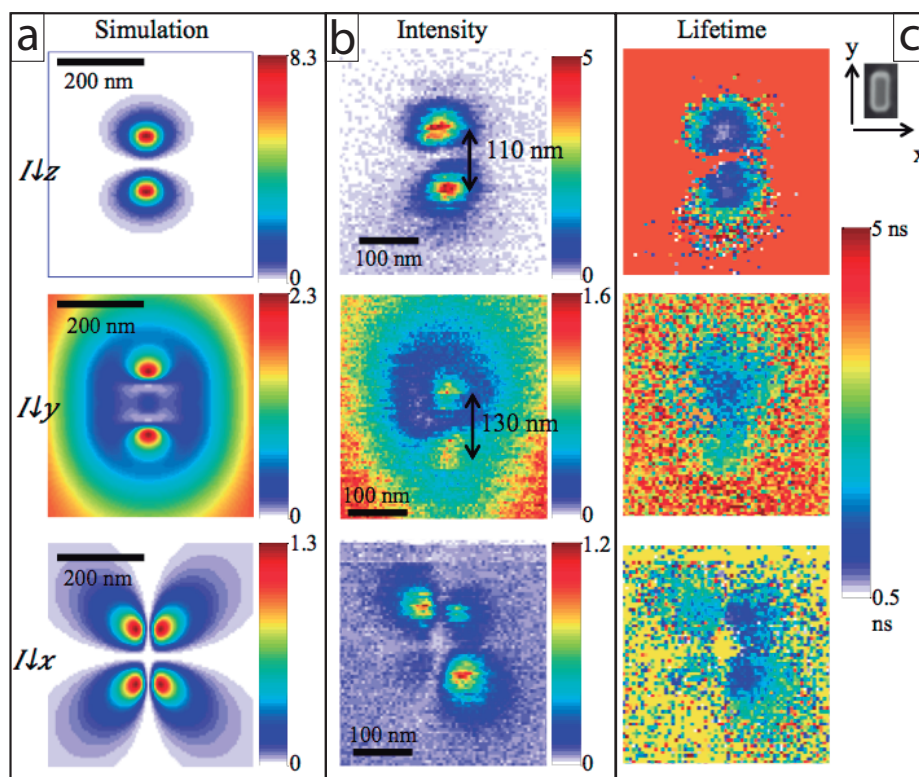 a
Simulation
b
Intensity
Lifetime
c
8.3
200 nm
0
I↓z
5
110 nm
100 nm
0
y
x
2.3
200 nm
0
I↓y
1.6
130 nm
100 nm
0
5 ns
0.5
ns
1.3
200 nm
0
I↓x
1.2
100 nm
0